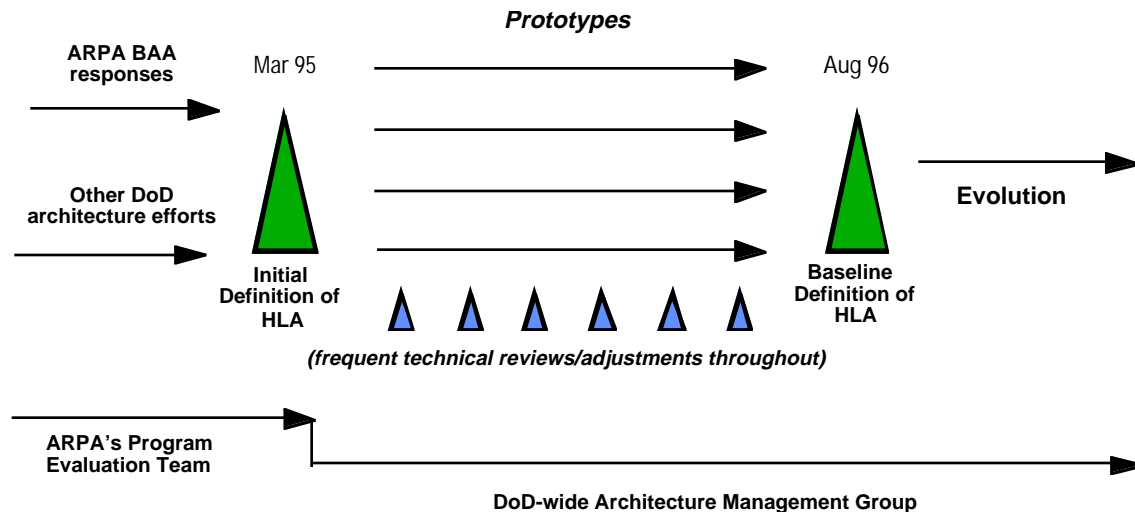 Prototypes
ARPA BAA
responses
Mar 95
Aug 96
Other DoD
architecture efforts
Evolution
Initial
Definition of
HLA
Baseline
Definition of
HLA
(frequent technical reviews/adjustments throughout)
ARPA's Program
Evaluation Team
DoD-wide Architecture Management Group